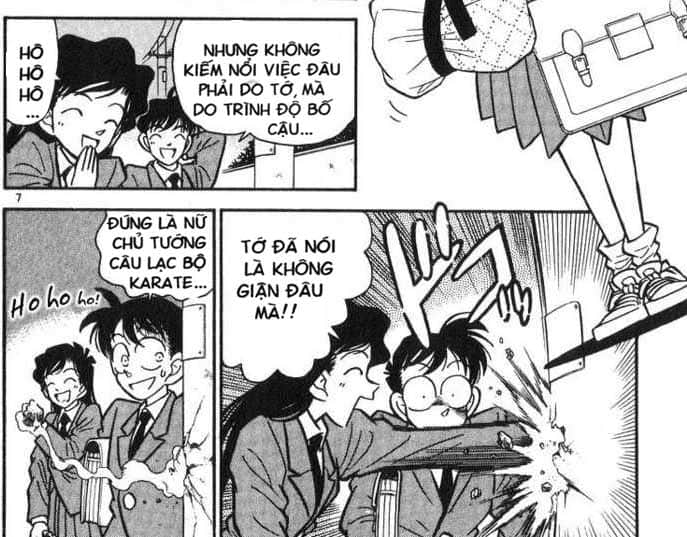 NHƯNG KHÔNG
KIẾM NỔI VIỆC ĐÂU
PHẢI DO TỚ, MÀ
DO TRÌNH ĐỘ BỐ
CẬU...
HÔ
HÔ
HÔ
...
7
TỚ ĐÃ NÓI
LÀ KHÔNG
GIẬN ĐÂU
MÀ!!
ĐÚNG LÀ NỮ
CHỦ TƯỚNG
CÂU LẠC BỘ
KARATE...
Ho ho ho!